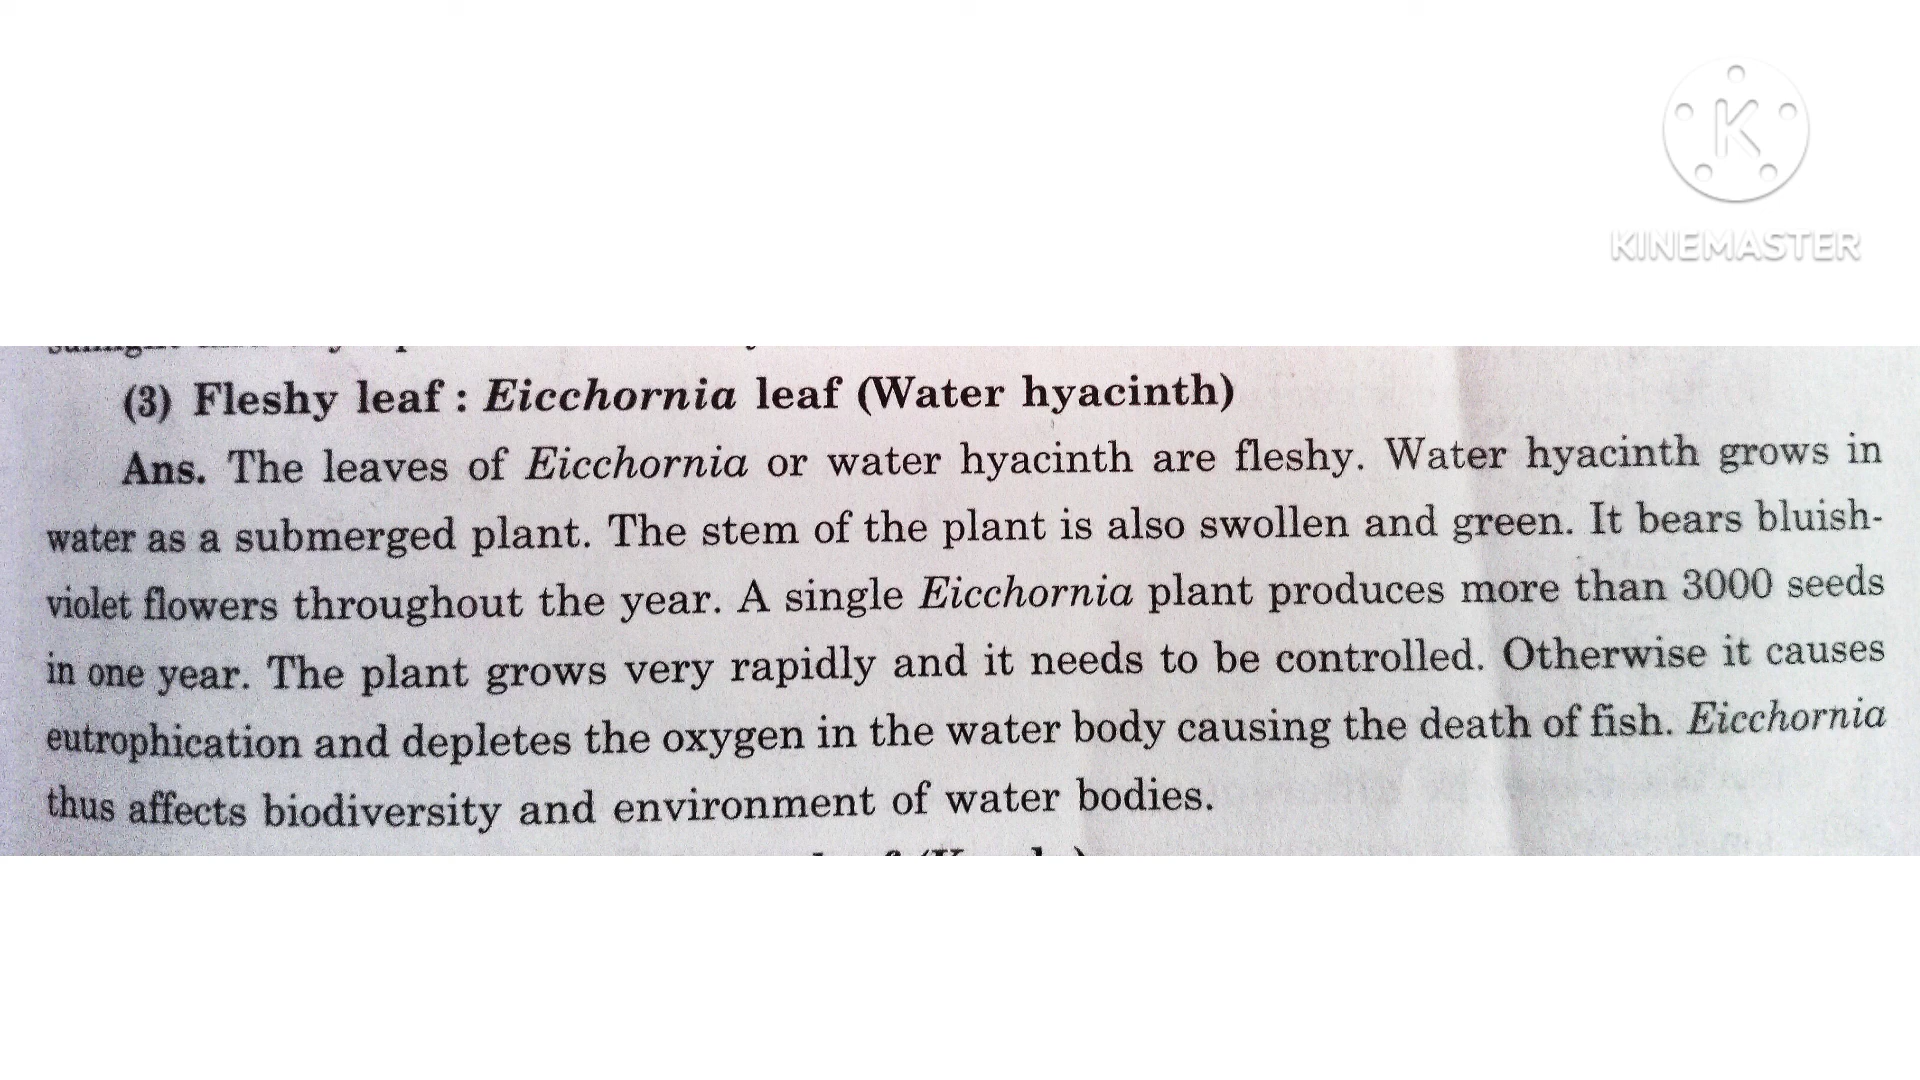 K
KINEMASTER
(3) Fleshy leaf : Eicchornia leaf (Water hyacinth)
Ans. The leaves of Eicchornia or water hyacinth are fleshy. Water hyacinth grows in
water as a submerged plant. The stem of the plant is also swollen and green. It bears bluish-
violet flowers throughout the year. A single Eicchornia plant produces more than 3000 seeds
in one year. The plant grows very rapidly and it needs to be controlled. Otherwise it causes
eutrophication and depletes the oxygen in the water body causing the death of fish. Eicchornia
thus affects biodiversity and environment of water bodies.